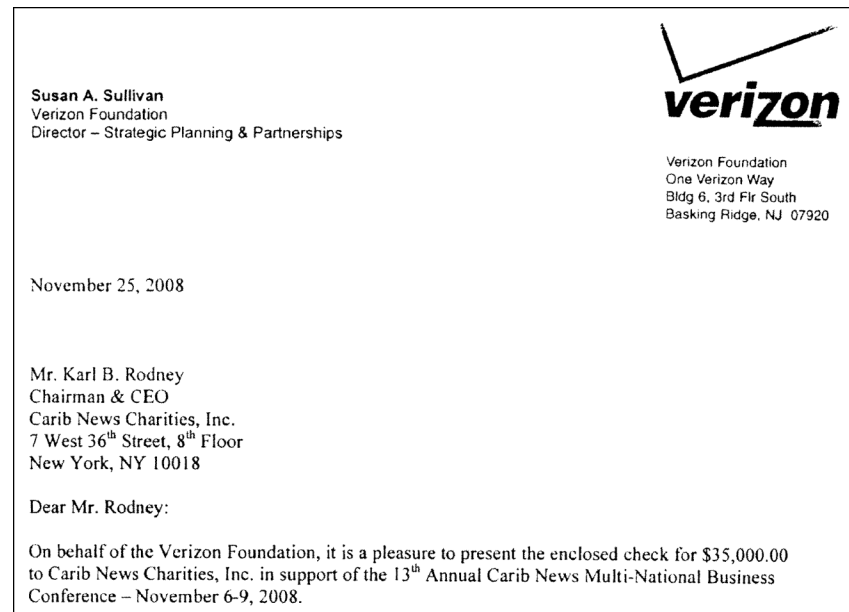 Susan A. Sullivan
Verizon Foundation
Director – Strategic Planning & Partnerships
verizon
Verizon Foundation
One Verizon Way
Bldg 6, 3rd Flr South
Basking Ridge, NJ 07920
November 25, 2008
Mr. Karl B. Rodney
Chairman & CEO
Carib News Charities, Inc.
7 West 36th Street, 8th Floor
New York, NY 10018
Dear Mr. Rodney:
On behalf of the Verizon Foundation, it is a pleasure to present the enclosed check for $35,000.00
to Carib News Charities, Inc. in support of the 13th Annual Carib News Multi-National Business
Conference – November 6-9, 2008.